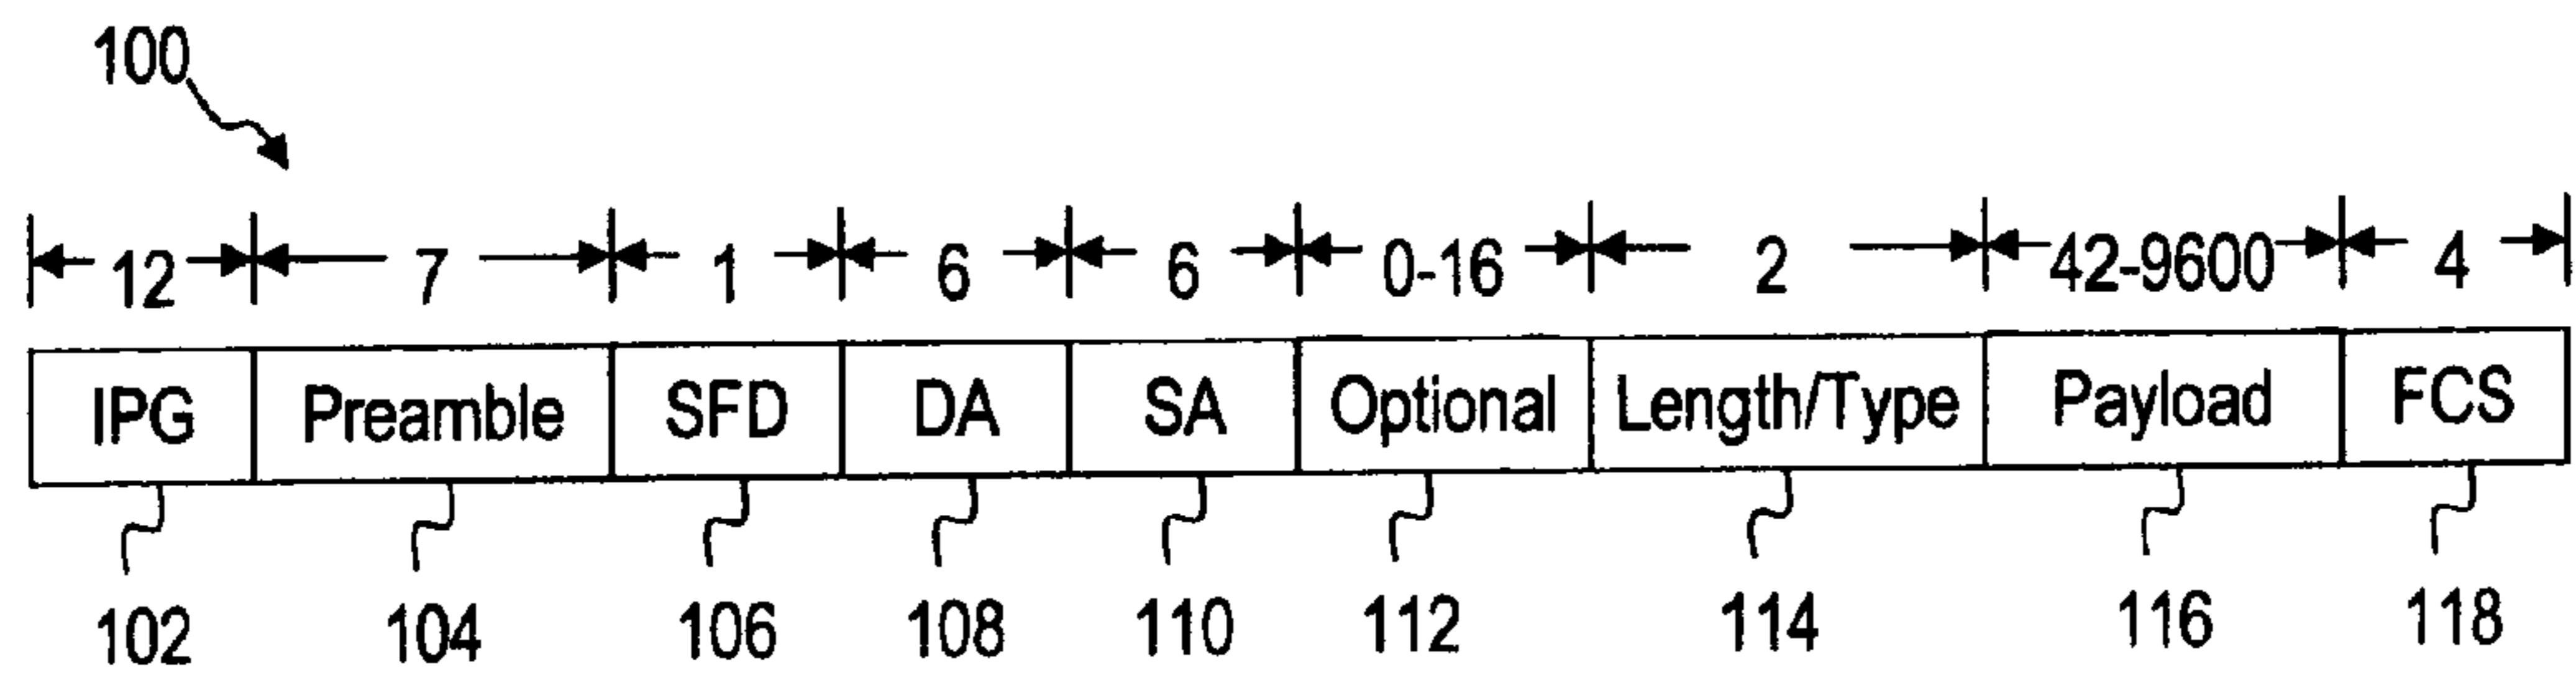 100
12 7 1 6 6 0-16 2 42-9600 4
IPG Preamble SFD DA SA Optional Length/Type Payload FCS
102 104 106 108 110 112 114 116 118